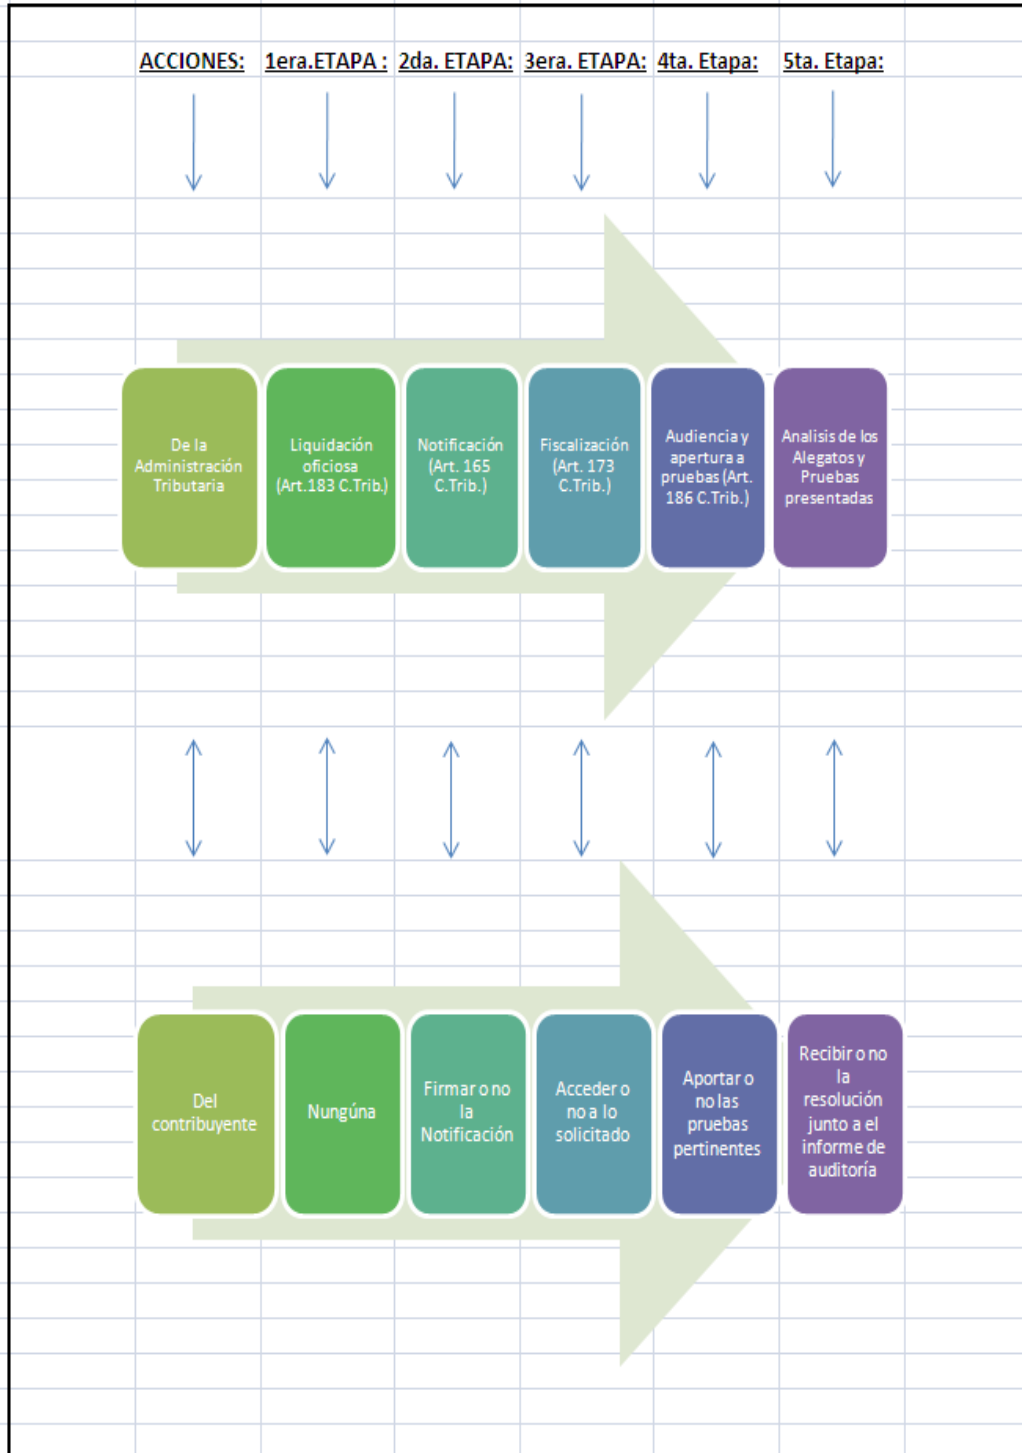 ACCIONES: 1era.ETAPA : 2da. ETAPA: 3era. ETAPA: 4ta. Etapa: 5ta. Etapa:
De la
Administración
Tributaria
Liquidación
oficiosa
(Art.183 C.Trib.)
Notificación
(Art. 165
C.Trib.)
Fiscalización
(Art. 173
C.Trib.)
Audiencia y
apertura a
pruebas (Art.
186 C.Trib.)
Analisis de los
Alegatos y
Pruebas
presentadas
Del
contribuyente
Nungúna
Firmar o no
la
Notificación
Acceder o
no a lo
solicitado
Aportar o
no las
pruebas
pertinentes
Recibir o no
la
resolución
junto a el
informe de
auditoría